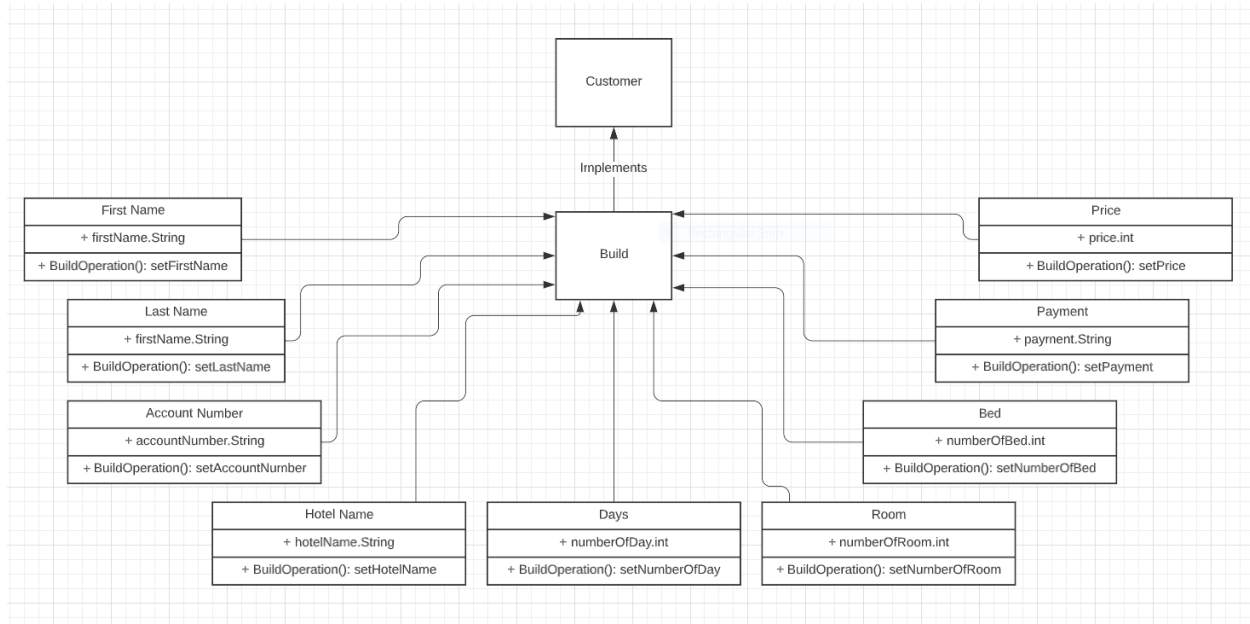 Customer
Implements
Build
First Name
+ firstName.String
+ BuildOperation(): setFirstName
Last Name
+ firstName.String
+ BuildOperation(): setLastName
Account Number
+ accountNumber.String
+ BuildOperation(): setAccountNumber
Hotel Name
+ hotelName.String
+ BuildOperation(): setHotelName
Days
+ numberOfDay.int
+ BuildOperation(): setNumberOfDay
Room
+ numberOfRoom.int
+ BuildOperation(): setNumberOfRoom
Bed
+ numberOfBed.int
+ BuildOperation(): setNumberOfBed
Payment
+ payment.String
+ BuildOperation(): setPayment
Price
+ price.int
+ BuildOperation(): setPrice